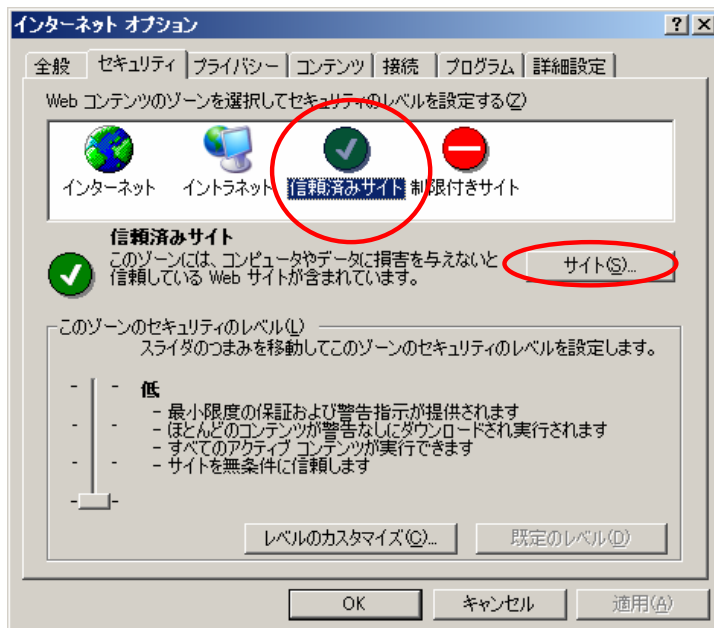 インターネット オプション
全般 セキュリティ プライバシー コンテンツ 接続 プログラム 詳細設定
Web コンテンツのゾーンを選択してセキュリティのレベルを設定する(Z)
インターネット イントラネット 信頼済みサイト 制限付きサイト
信頼済みサイト
このゾーンには、コンピュータやデータに損害を与えないと
信頼している Web サイトが含まれています。
サイト(S)...
このゾーンのセキュリティのレベル(L)
スライダのつまみを移動してこのゾーンのセキュリティのレベルを設定します。
低
- 最小限度の保証および警告指示が提供されます
- ほとんどのコンテンツが警告なしにダウンロードされ実行されます
- すべてのアクティブ コンテンツが実行できます
- サイトを無条件に信頼します
レベルのカスタマイズ(C)... 既定のレベル(D)
OK キャンセル 適用(A)